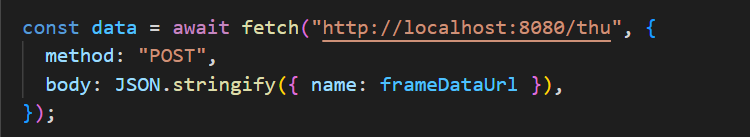 const data = await fetch("http://localhost:8080/thu", {
  method: "POST",
  body: JSON.stringify({ name: frameDataUrl }),
});